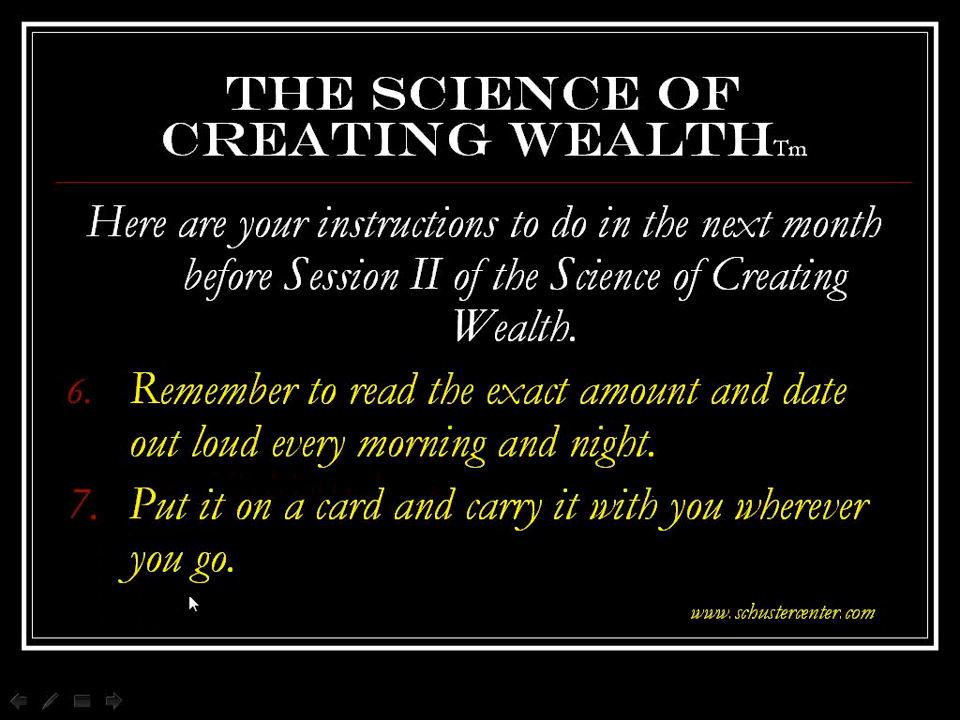 THE SCIENCE OF
CREATING WEALTHTm
Here are your instructions to do in the next month
before Session II of the Science of Creating
Wealth.
6. Remember to read the exact amount and date
out loud every morning and night.
7. Put it on a card and carry it with you wherever
you go.
www.schustercenter.com